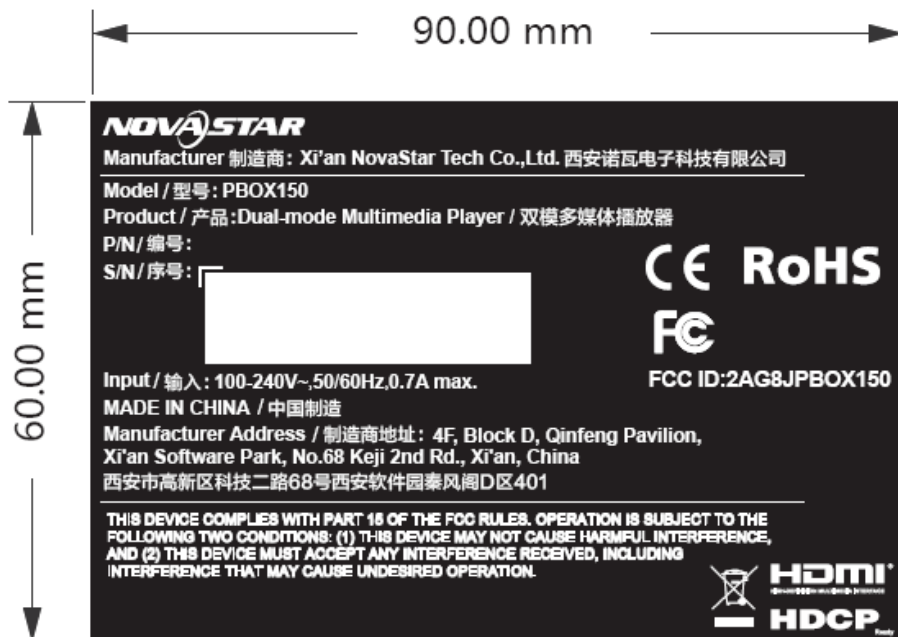 90.00 mm
60.00 mm
NOVASTAR
Manufacturer 制造商: Xi'an NovaStar Tech Co.,Ltd. 西安诺瓦电子科技有限公司
Model / 型号: PBOX150
Product / 产品:Dual-mode Multimedia Player / 双模多媒体播放器
P/N/ 编号:
S/N/ 序号:
CE RoHS
FC
FCC ID:2AG8JPBOX150
Input / 输入: 100-240V~,50/60Hz,0.7A max.
MADE IN CHINA / 中国制造
Manufacturer Address / 制造商地址: 4F, Block D, Qinfeng Pavilion,
Xi'an Software Park, No.68 Keji 2nd Rd., Xi'an, China
西安市高新区科技二路68号西安软件园秦风阁D区401
THIS DEVICE COMPLIES WITH PART 15 OF THE FCC RULES. OPERATION IS SUBJECT TO THE
FOLLOWING TWO CONDITIONS: (1) THIS DEVICE MAY NOT CAUSE HARMFUL INTERFERENCE,
AND (2) THIS DEVICE MUST ACCEPT ANY INTERFERENCE RECEIVED, INCLUDING
INTERFERENCE THAT MAY CAUSE UNDESIRED OPERATION.
HDMI
HDCP
Ready